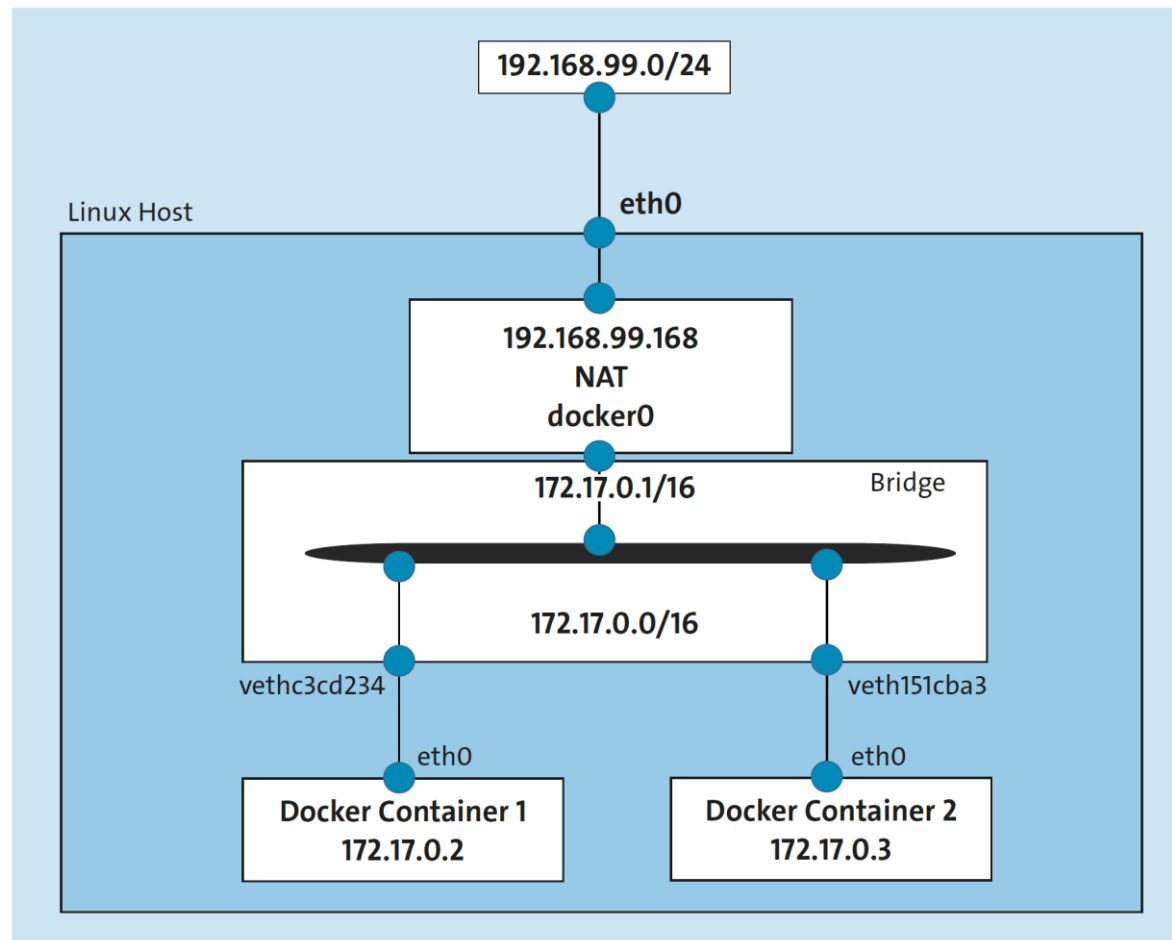 192.168.99.0/24
eth0
Linux Host
192.168.99.168
NAT
docker0
172.17.0.1/16
Bridge
172.17.0.0/16
vethc3cd234
veth151cba3
eth0
eth0
Docker Container 1
172.17.0.2
Docker Container 2
172.17.0.3